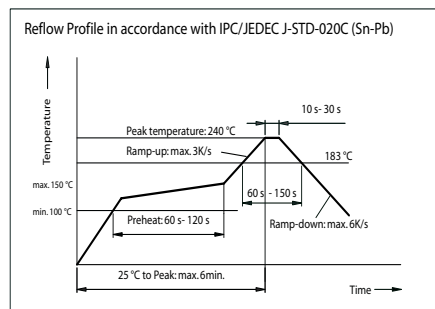 Reflow Profile in accordance with IPC/JEDEC J-STD-020C (Sn-Pb)
Temperature
10 s- 30 s
Peak temperature: 240 °C
Ramp-up: max. 3K/s
183 °C
max. 150 °C
60 s - 150 s
min. 100 °C
Preheat: 60 s- 120 s
Ramp-down: max. 6K/s
25 °C to Peak: max. 6min.
Time